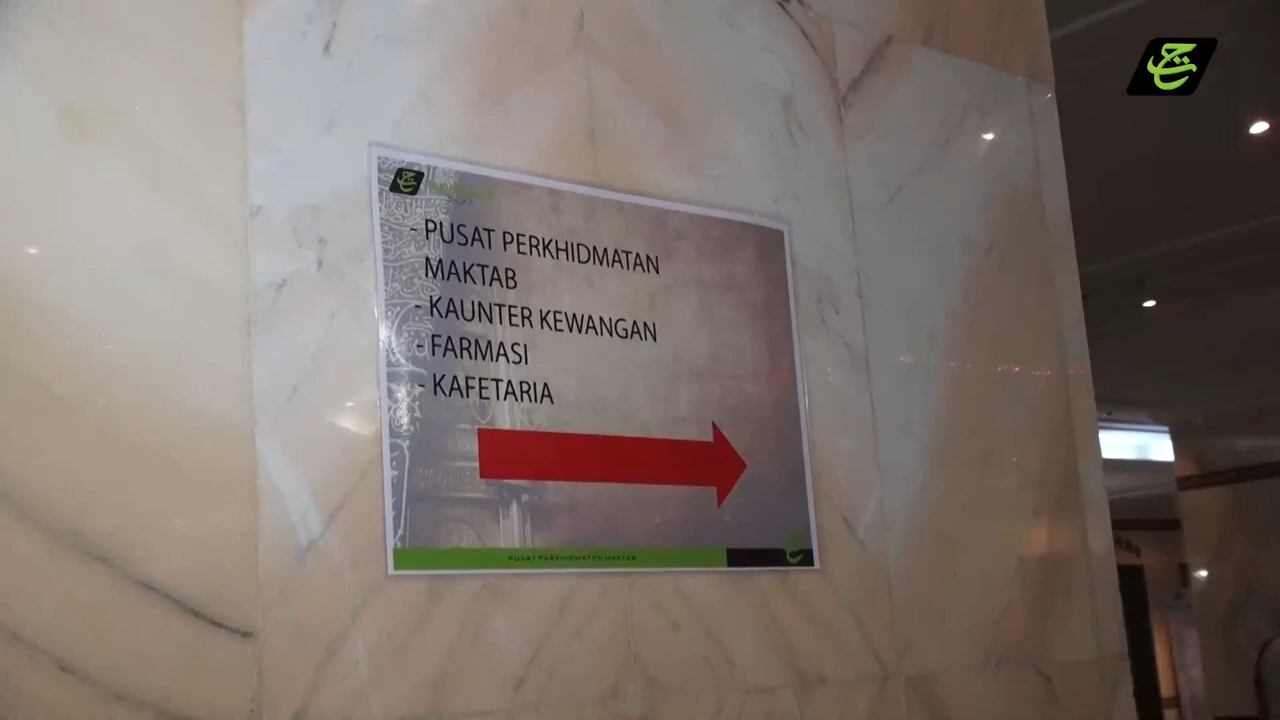 - PUSAT PERKHIDMATAN
MAKTAB
- KAUNTER KEWANGAN
- FARMASI
- KAFETARIA
PUSAT PERKHIDMATAN MAKTAB